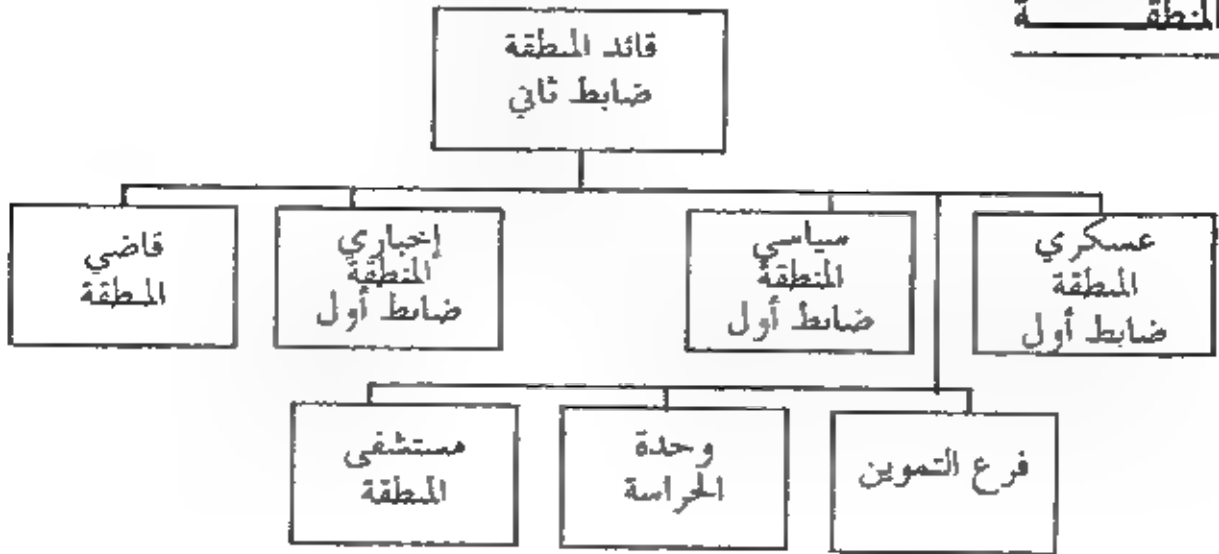 المنطقة
قائد المنطقة
ضابط ثاني
عسكري
المنطقة
ضابط أول
سياسي
المنطقة
ضابط أول
إخباري
المنطقة
ضابط أول
قاضي
المنطقة
فرع التموين
وحدة
الحراسة
مستشفى
المنطقة